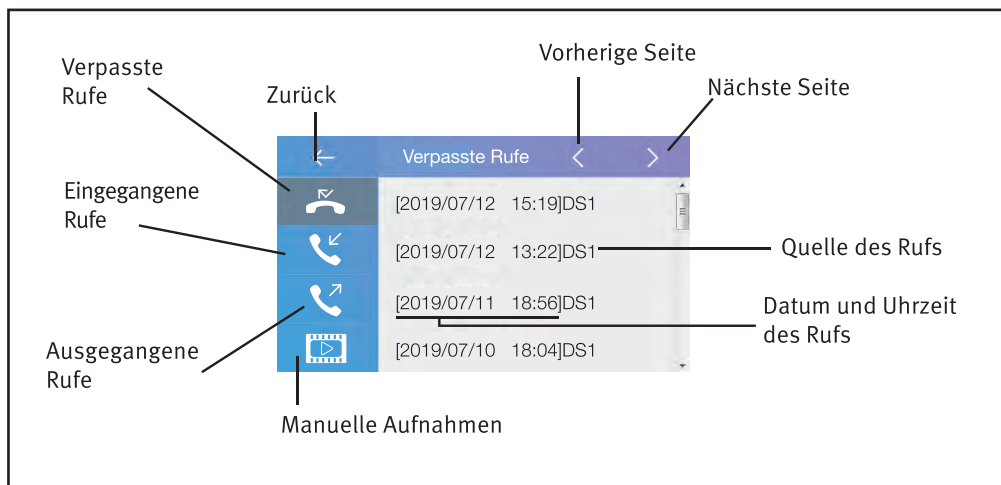 Vorherige Seite
Verpasste
Rufe
Nächste Seite
Zurück
Verpasste Rufe
Eingegangene
Rufe
[2019/07/12 15:19]DS1
[2019/07/12 13:22]DS1
Quelle des Rufs
[2019/07/11 18:56]DS1
Datum und Uhrzeit
des Rufs
Ausgegangene
Rufe
[2019/07/10 18:04]DS1
Manuelle Aufnahmen